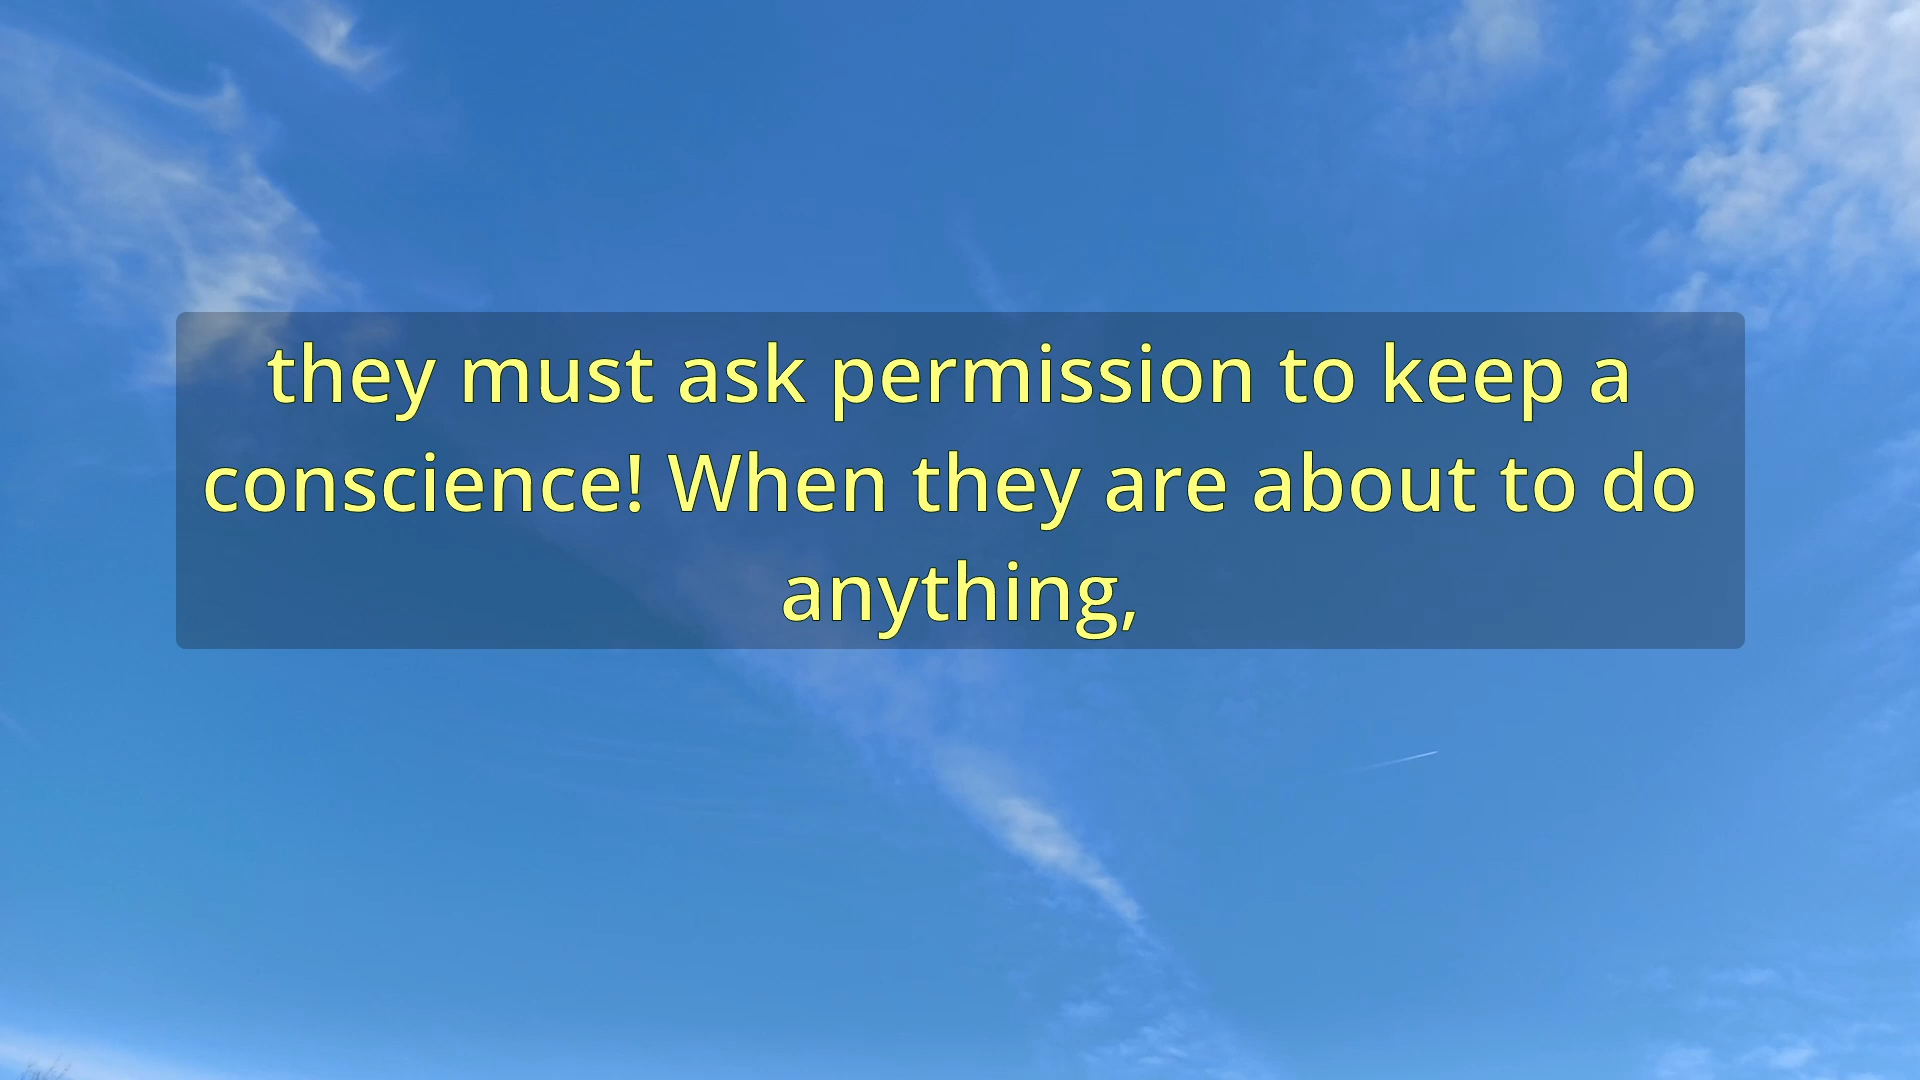 they must ask permission to keep a
conscience! When they are about to do
anything,